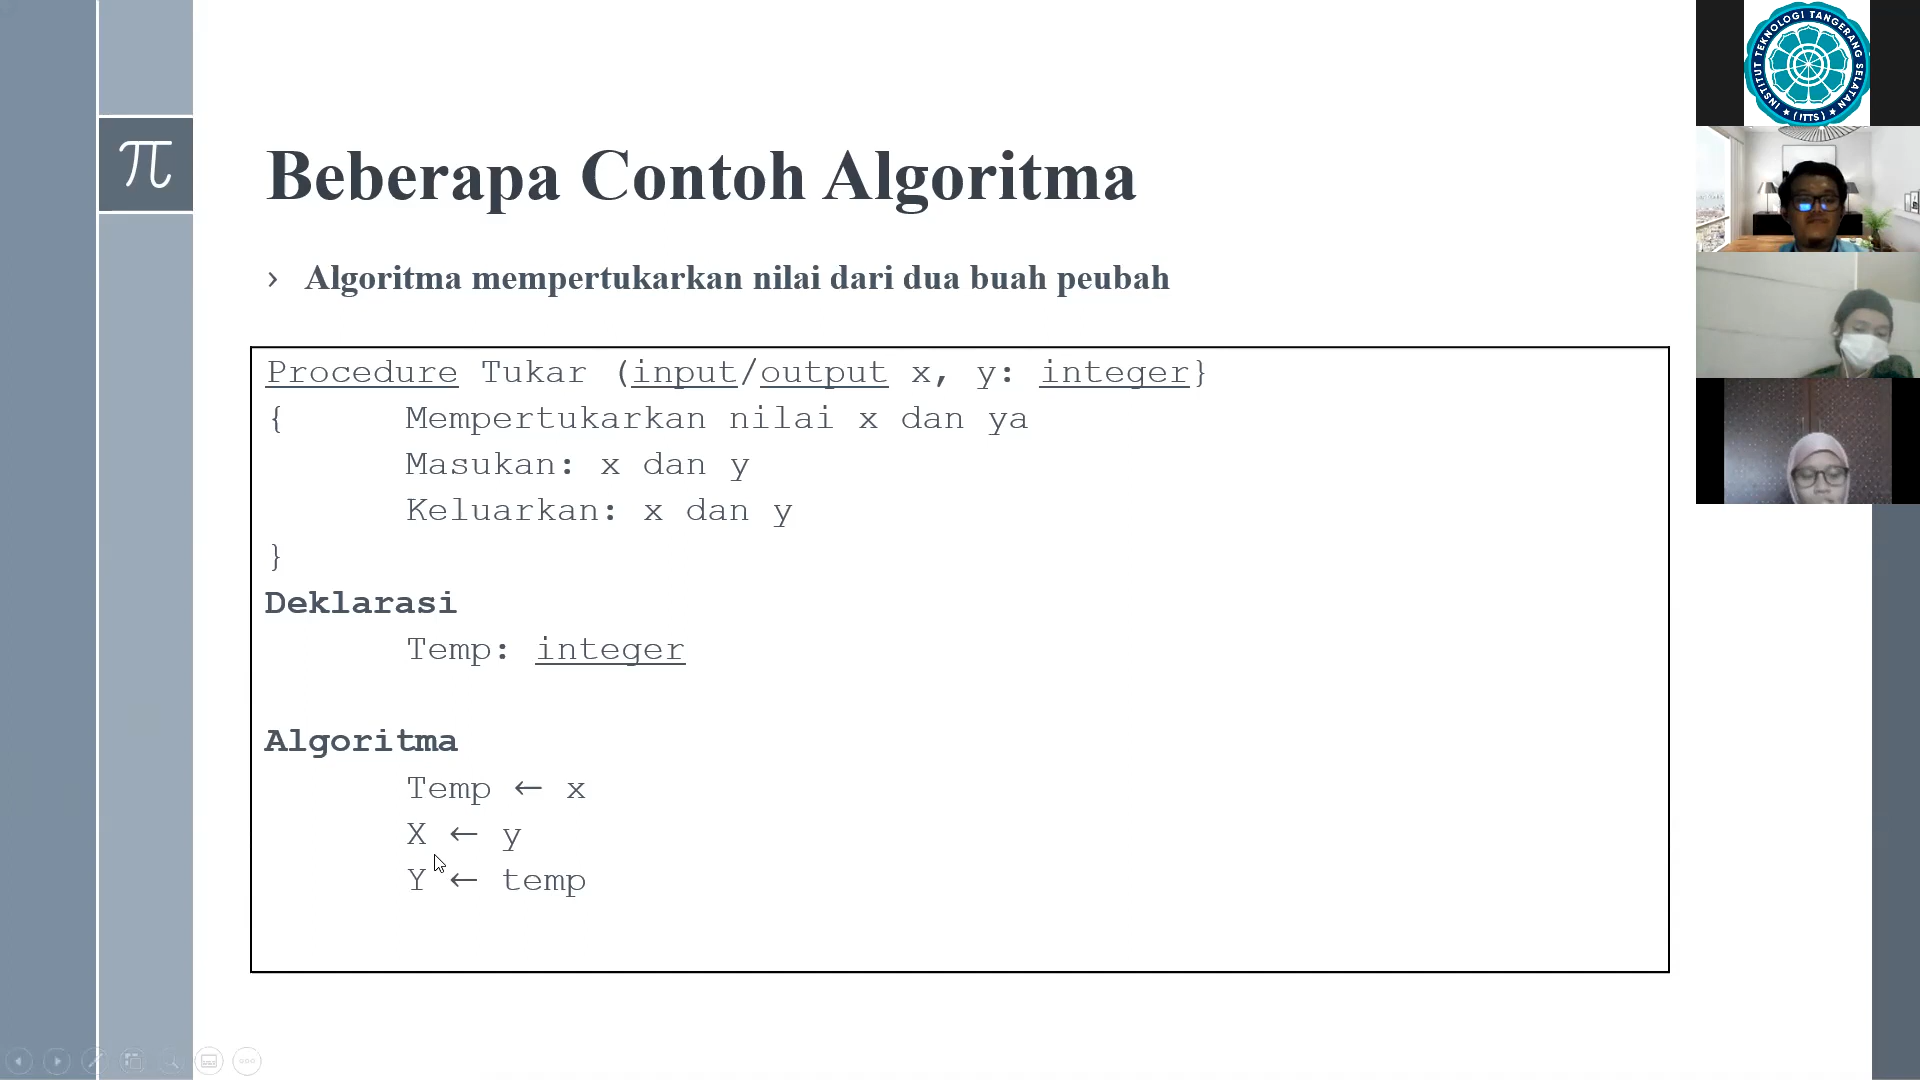 π
Beberapa Contoh Algoritma
› Algoritma mempertukarkan nilai dari dua buah peubah
Procedure Tukar (input/output x, y: integer}
{ Mempertukarkan nilai x dan ya
Masukan: x dan y
Keluarkan: x dan y
}
Deklarasi
Temp: integer
Algoritma
Temp ← x
X ← y
Y ← temp
INSTITUT TEKNOLOGI TANGERANG SELATAN
(ITTS)